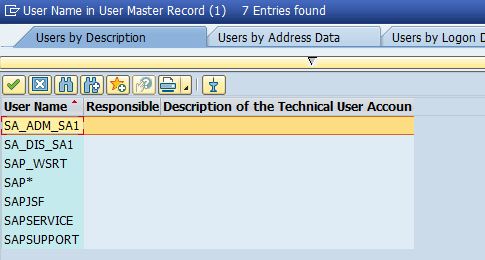 User Name in User Master Record (1) 7 Entries found
Users by Description Users by Address Data Users by Logon D
User Name Responsible Description of the Technical User Accoun
SA_ADM_SA1
SA_DIS_SA1
SAP_WSRT
SAP*
SAPJSF
SAPSERVICE
SAPSUPPORT